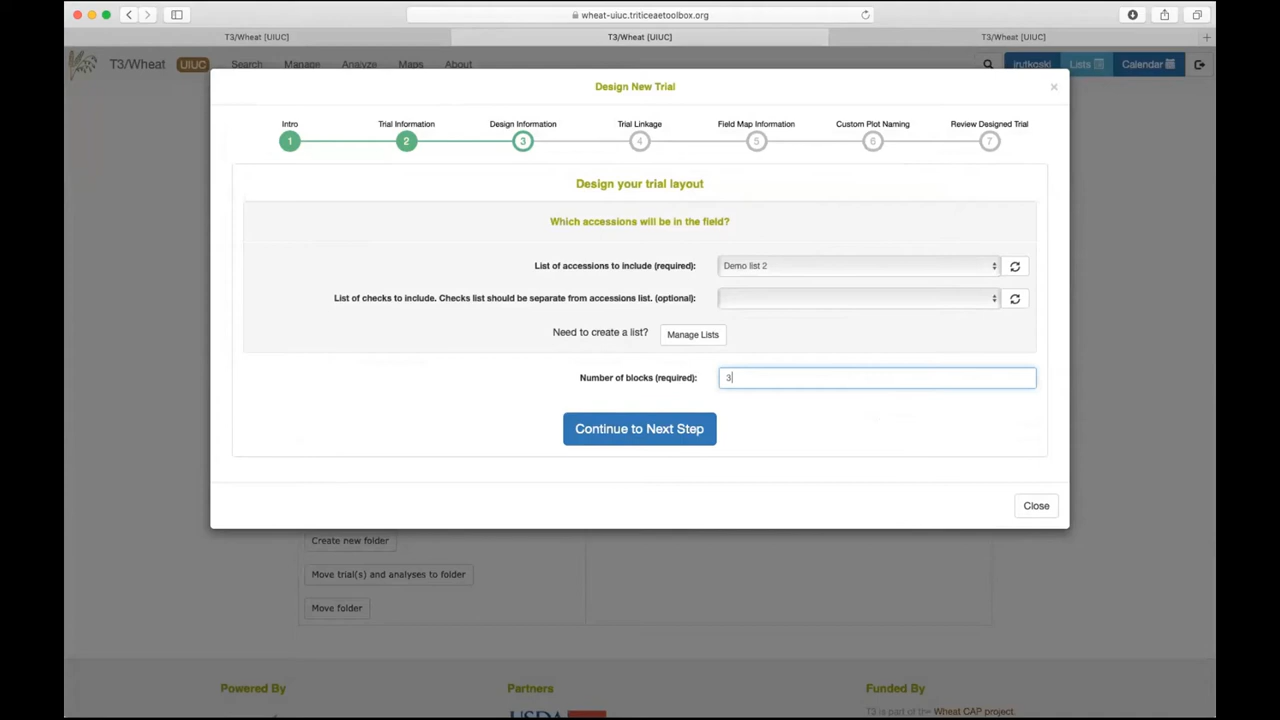 wheat-uiuc.triticeaetoolbox.org
T3/Wheat [UIUC]
T3/Wheat [UIUC]
T3/Wheat [UIUC]
T3/Wheat UIUC Search Manage Analyze Maps About jrutkoski Lists Calendar
Design New Trial
×
Intro Trial Information Design Information Trial Linkage Field Map Information Custom Plot Naming Review Designed Trial
1 2 3 4 5 6 7
Design your trial layout
Which accessions will be in the field?
List of accessions to include (required): Demo list 2
List of checks to include. Checks list should be separate from accessions list. (optional):
Need to create a list? Manage Lists
Number of blocks (required): 3
Continue to Next Step
Close
Create new folder
Move trial(s) and analyses to folder
Move folder
Powered By Partners Funded By
USDA T3 is part of the Wheat CAP project.